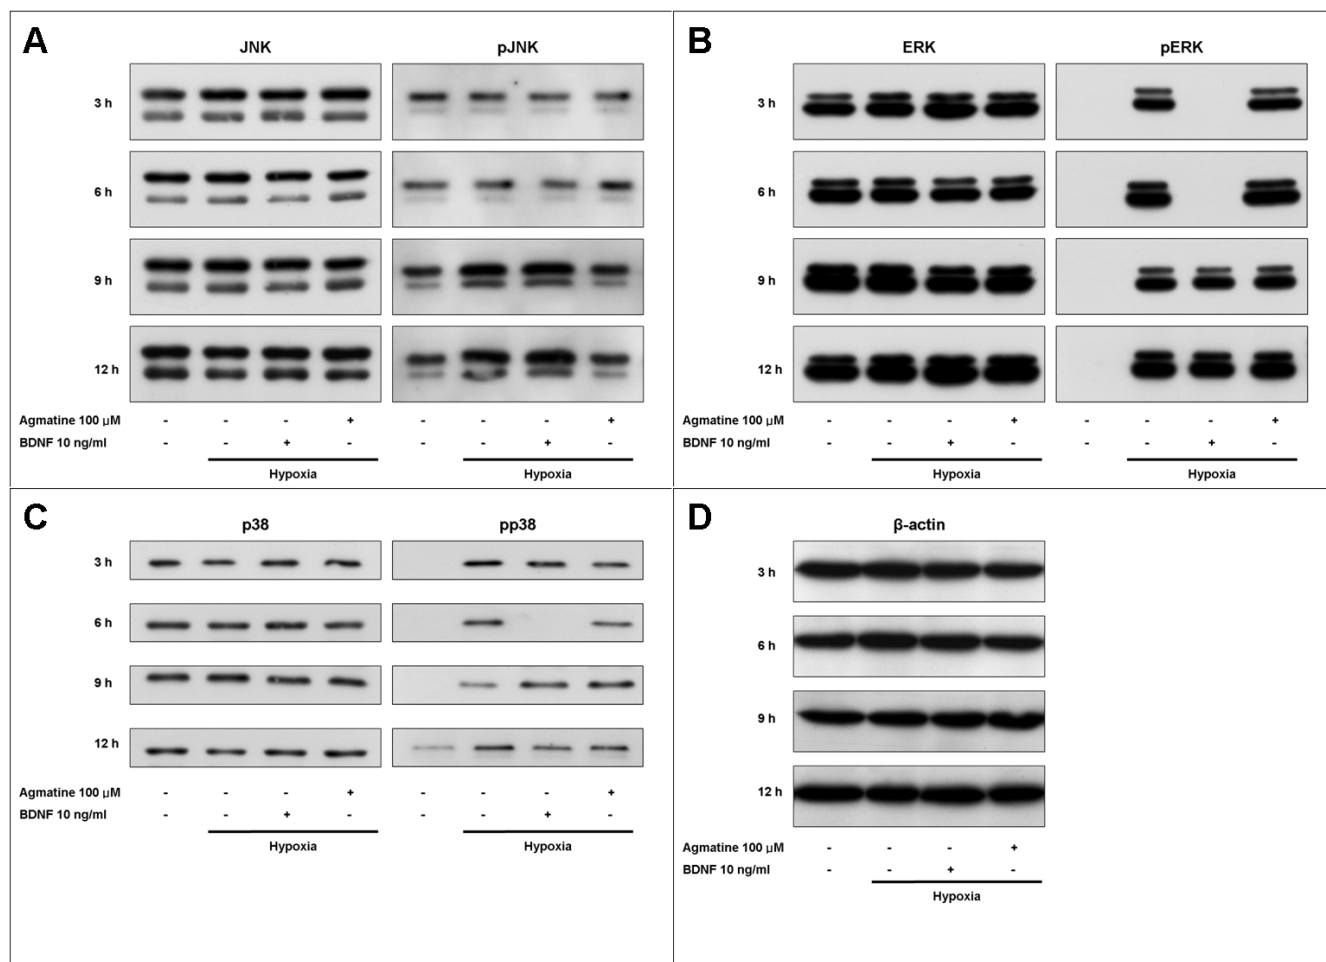 A
JNK pJNK
3 h
6 h
9 h
12 h
Agmatine 100 µM - - - + - - - +
BDNF 10 ng/ml - - + - - - + -
Hypoxia Hypoxia
B
ERK pERK
3 h
6 h
9 h
12 h
Agmatine 100 µM - - - + - - - +
BDNF 10 ng/ml - - + - - - + -
Hypoxia Hypoxia
C
p38 pp38
3 h
6 h
9 h
12 h
Agmatine 100 µM - - - + - - - +
BDNF 10 ng/ml - - + - - - + -
Hypoxia Hypoxia
D
β-actin
3 h
6 h
9 h
12 h
Agmatine 100 µM - - - +
BDNF 10 ng/ml - - + -
Hypoxia